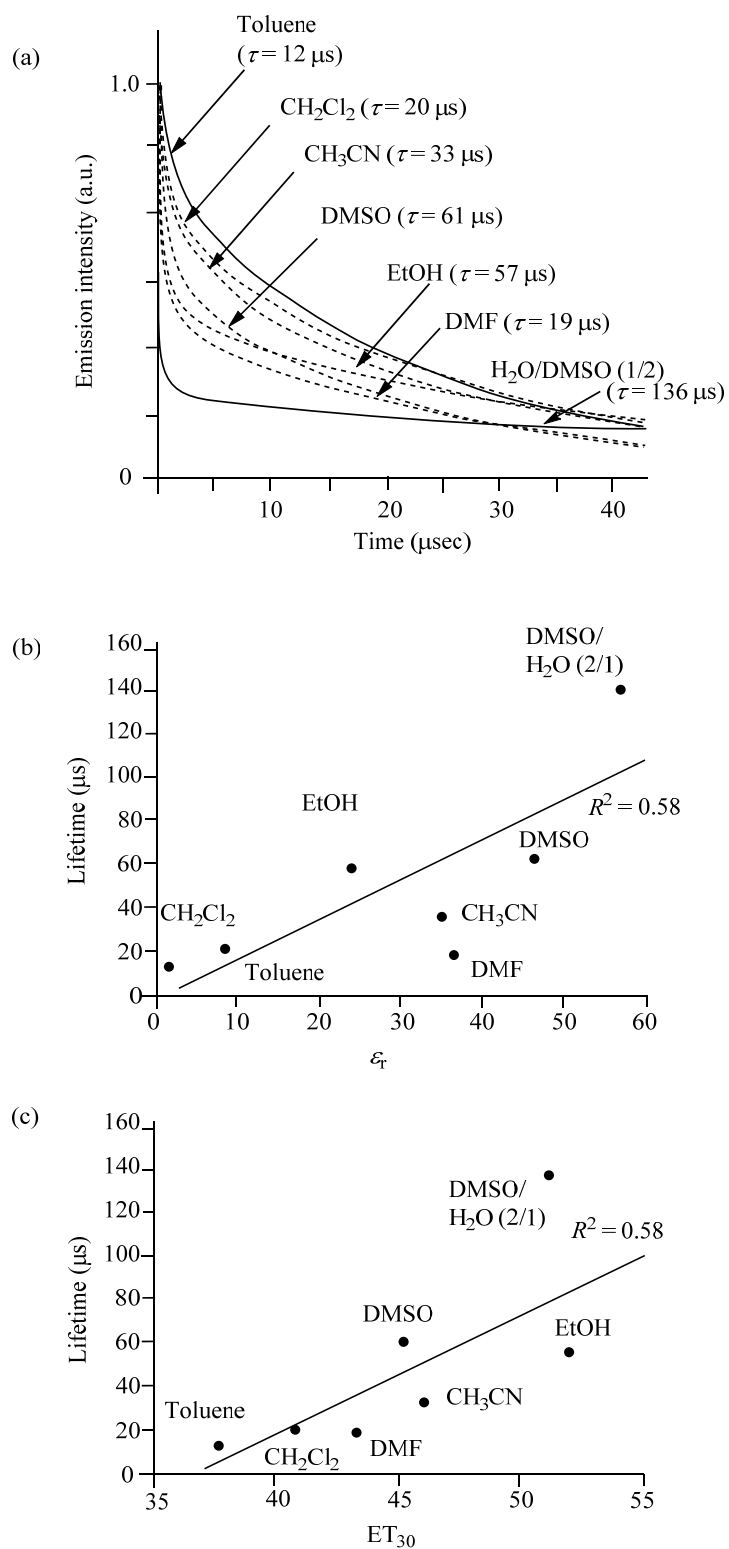 (a)
Toluene
(τ = 12 μs)
1.0
CH₂Cl₂ (τ = 20 μs)
CH₃CN (τ = 33 μs)
DMSO (τ = 61 μs)
EtOH (τ = 57 μs)
DMF (τ = 19 μs)
H₂O/DMSO (1/2)
(τ = 136 μs)
Emission intensity (a.u.)
0
10 20 30 40
Time (μsec)
(b)
160
140
120
100
80
60
40
20
0
Lifetime (μs)
DMSO/
H₂O (2/1)
EtOH
R² = 0.58
DMSO
CH₂Cl₂
CH₃CN
Toluene
DMF
0 10 20 30 40 50 60
εᵣ
(c)
160
140
120
100
80
60
40
20
0
Lifetime (μs)
DMSO/
H₂O (2/1)
R² = 0.58
DMSO
EtOH
Toluene
CH₃CN
CH₂Cl₂
DMF
35 40 45 50 55
ET₃₀